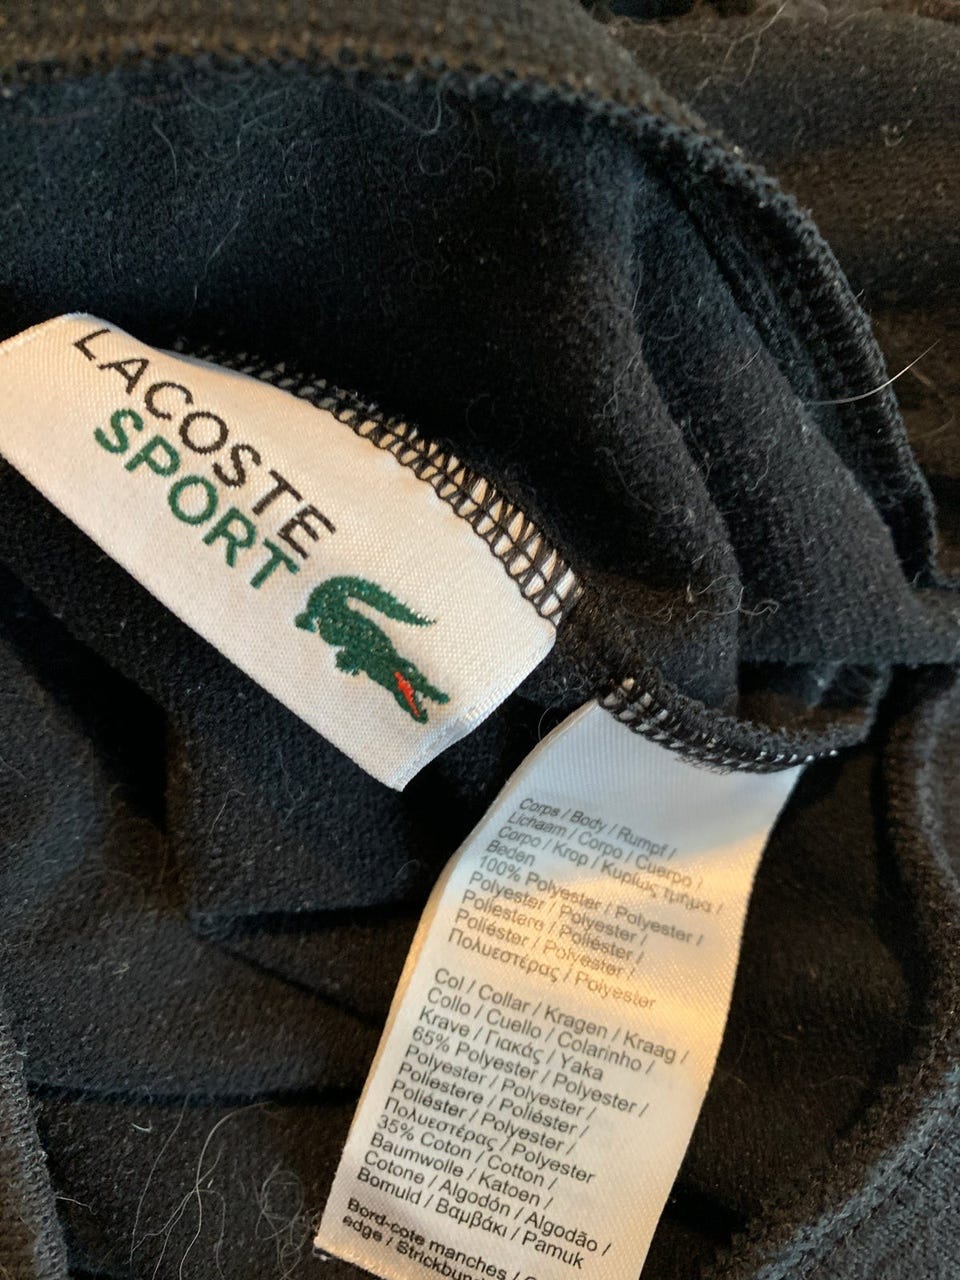 LACOSTE
SPORT
Corps / Body / Rumpf /
Lichaam / Corpo / Cuerpo /
Corpo / Krop / Κυρίως τμήμα /
Beden
100% Polyester / Polyester /
Polyester / Polyester /
Poliestere / Poliéster /
Poliéster / Polyester /
Πολυεστέρας / Polyester
Col / Collar / Kragen / Kraag /
Collo / Cuello / Colarinho /
Krave / Γιακάς / Yaka
65% Polyester / Polyester /
Polyester / Polyester /
Poliestere / Poliéster /
Poliéster / Polyester /
Πολυεστέρας / Polyester
35% Coton / Cotton /
Baumwolle / Katoen /
Cotone / Algodón / Algodão /
Bomuld / Βαμβάκι / Pamuk
Bord-cote manches /
edge /